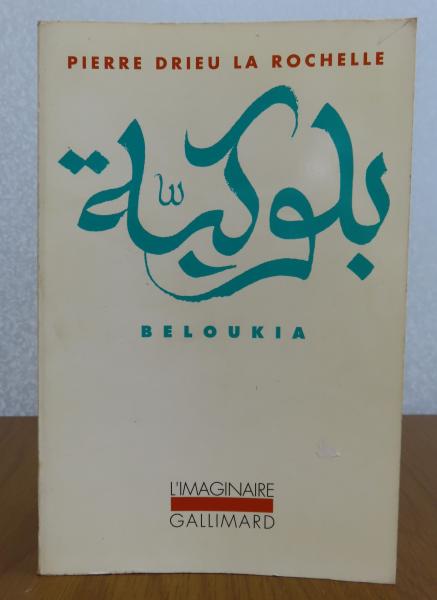 PIERRE DRIEU LA ROCHELLE
بلوكية
BELOUKIA
L'IMAGINAIRE
GALLIMARD